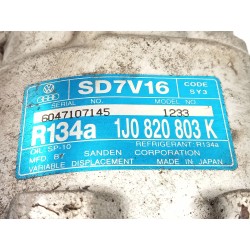 SD7V16
CODE
SY3
SERIAL NO.
MODEL NO
6047107145
1233
R134a
1J0 820 803 K
OIL: SP-10
REFRIGERANT: R134a
MFD. BY
SANDEN CORPORATION
VARIABLE DISPLACEMENT
MADE IN JAPAN